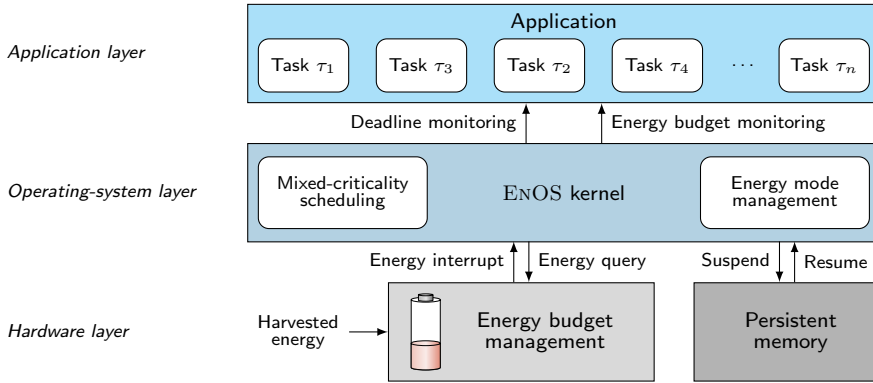 Application
Application layer
Task τ1 Task τ3 Task τ2 Task τ4 ... Task τn
Deadline monitoring Energy budget monitoring
Operating-system layer
Mixed-criticality
scheduling
ENOS kernel
Energy mode
management
Energy interrupt Energy query Suspend Resume
Hardware layer
Harvested
energy
Energy budget
management
Persistent
memory